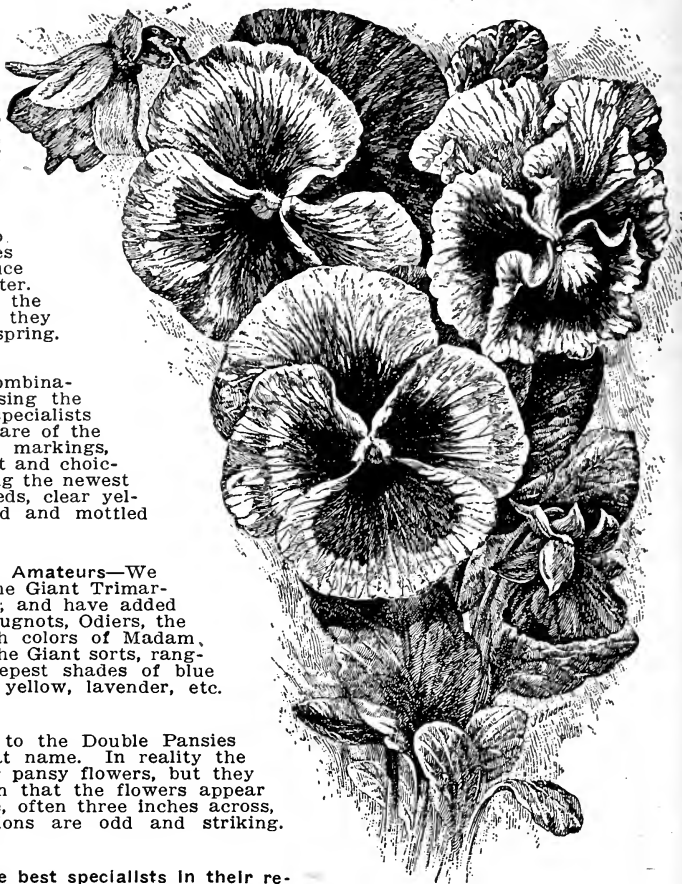 es
ter.
the
they
spring.
ombina-
sing the
specialists
are of the
markings,
t and choic-
g the newest
eds, clear yel-
d and mottled
Amateurs—We
he Giant Trimar-
and have added
ugnots, Odiers, the
h colors of Madam
he Giant sorts, rang-
epest shades of blue
yellow, lavender, etc.
to the Double Pansies
at name. In reality the
pansy flowers, but they
n that the flowers appear
e, often three inches across,
ions are odd and striking.
e best specialists in their re-